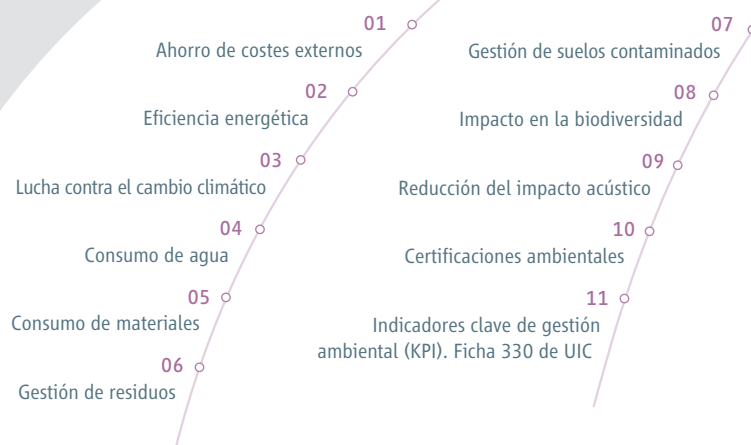 01
Ahorro de costes externos
02
Eficiencia energética
03
Lucha contra el cambio climático
04
Consumo de agua
05
Consumo de materiales
06
Gestión de residuos
07
Gestión de suelos contaminados
08
Impacto en la biodiversidad
09
Reducción del impacto acústico
10
Certificaciones ambientales
11
Indicadores clave de gestión
ambiental (KPI). Ficha 330 de UIC